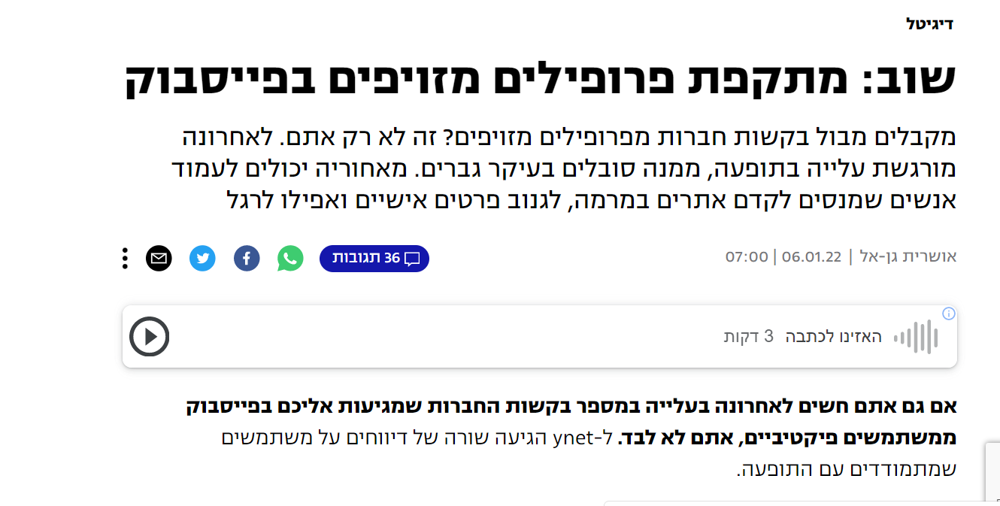 דיגיטל
שוב: מתקפת פרופילים מזויפים בפייסבוק
מקבלים מבול בקשות חברות מפרופילים מזויפים? זה לא רק אתם. לאחרונה
מורגשת עלייה בתופעה, ממנה סובלים בעיקר גברים. מאחוריה יכולים לעמוד
אנשים שמנסים לקדם אתרים במרמה, לגנוב פרטים אישיים ואפילו לרגל
אושרית גן-אל | 06.01.22 | 07:00
36 תגובות
האזינו לכתבה 3 דקות
אם גם אתם חשים לאחרונה בעלייה במספר בקשות החברות שמגיעות אליכם בפייסבוק
ממשתמשים פיקטיביים, אתם לא לבד. ל-ynet הגיעה שורה של דיווחים על משתמשים
שמתמודדים עם התופעה.